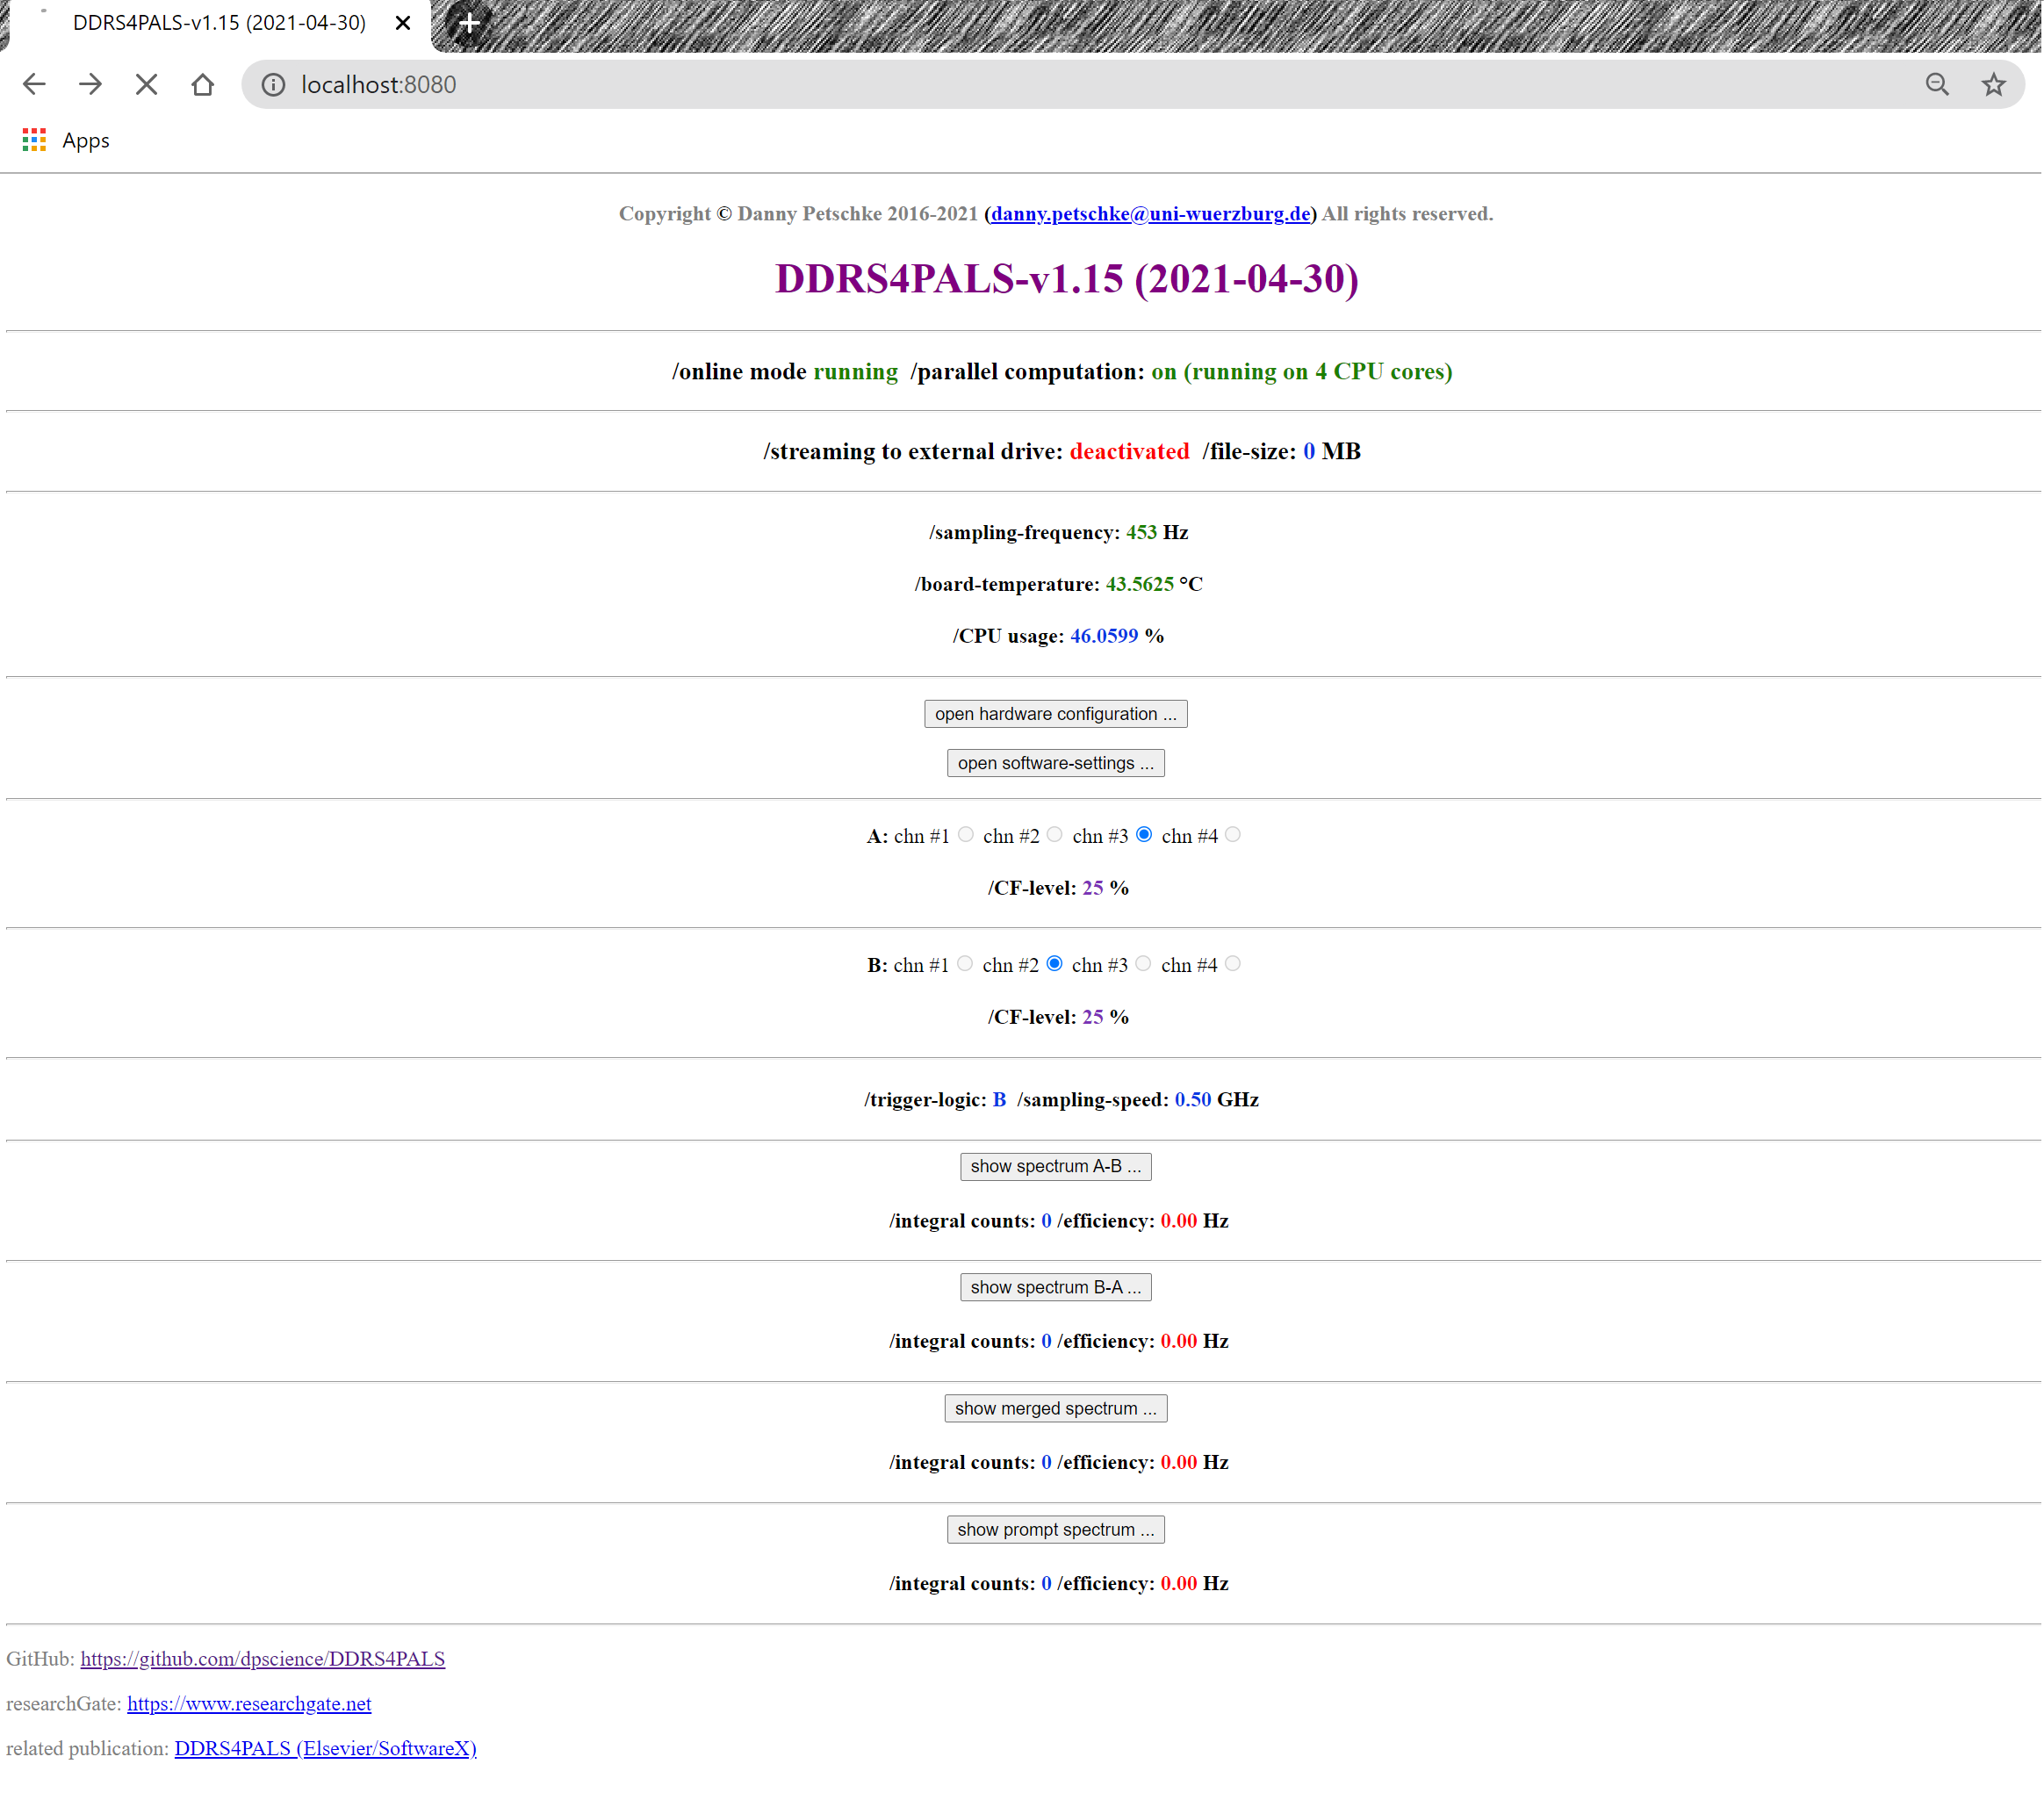 DDRS4PALS-v1.15 (2021-04-30)
localhost:8080
Apps
Copyright © Danny Petschke 2016-2021 (danny.petschke@uni-wuerzburg.de) All rights reserved.
DDRS4PALS-v1.15 (2021-04-30)
/online mode running /parallel computation: on (running on 4 CPU cores)
/streaming to external drive: deactivated /file-size: 0 MB
/sampling-frequency: 453 Hz
/board-temperature: 43.5625 °C
/CPU usage: 46.0599 %
open hardware configuration ...
open software-settings ...
A: chn #1 chn #2 chn #3 chn #4
/CF-level: 25 %
B: chn #1 chn #2 chn #3 chn #4
/CF-level: 25 %
/trigger-logic: B /sampling-speed: 0.50 GHz
show spectrum A-B ...
/integral counts: 0 /efficiency: 0.00 Hz
show spectrum B-A ...
/integral counts: 0 /efficiency: 0.00 Hz
show merged spectrum ...
/integral counts: 0 /efficiency: 0.00 Hz
show prompt spectrum ...
/integral counts: 0 /efficiency: 0.00 Hz
GitHub: https://github.com/dpscience/DDRS4PALS
researchGate: https://www.researchgate.net
related publication: DDRS4PALS (Elsevier/SoftwareX)